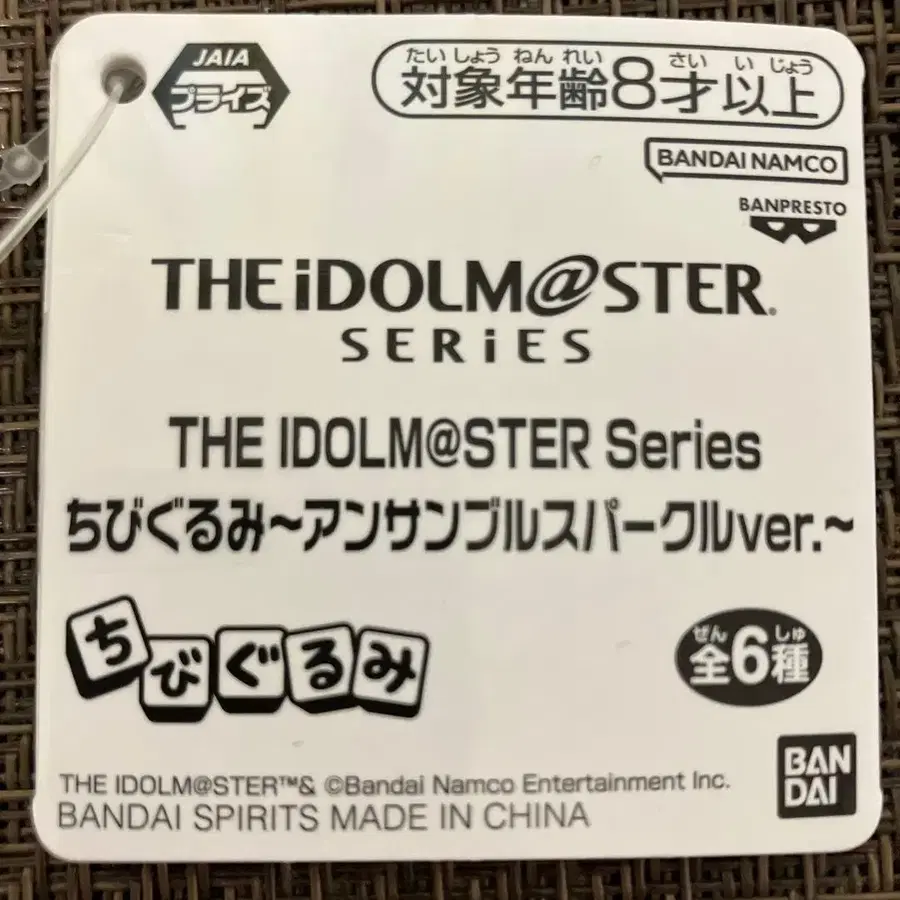 JAIA
プライズ
たいしょうねんれい さい いじょう
対象年齢8才以上
BANDAI NAMCO
BANPRESTO
THE iDOLM@STER®
SERiES
THE IDOLM@STER Series
ちびぐるみ~アンサンブルスパークルver.~
ちびぐるみ
ぜん しゅ
全6種
BAN
DAI
THE IDOLM@STER™& ©Bandai Namco Entertainment Inc.
BANDAI SPIRITS MADE IN CHINA